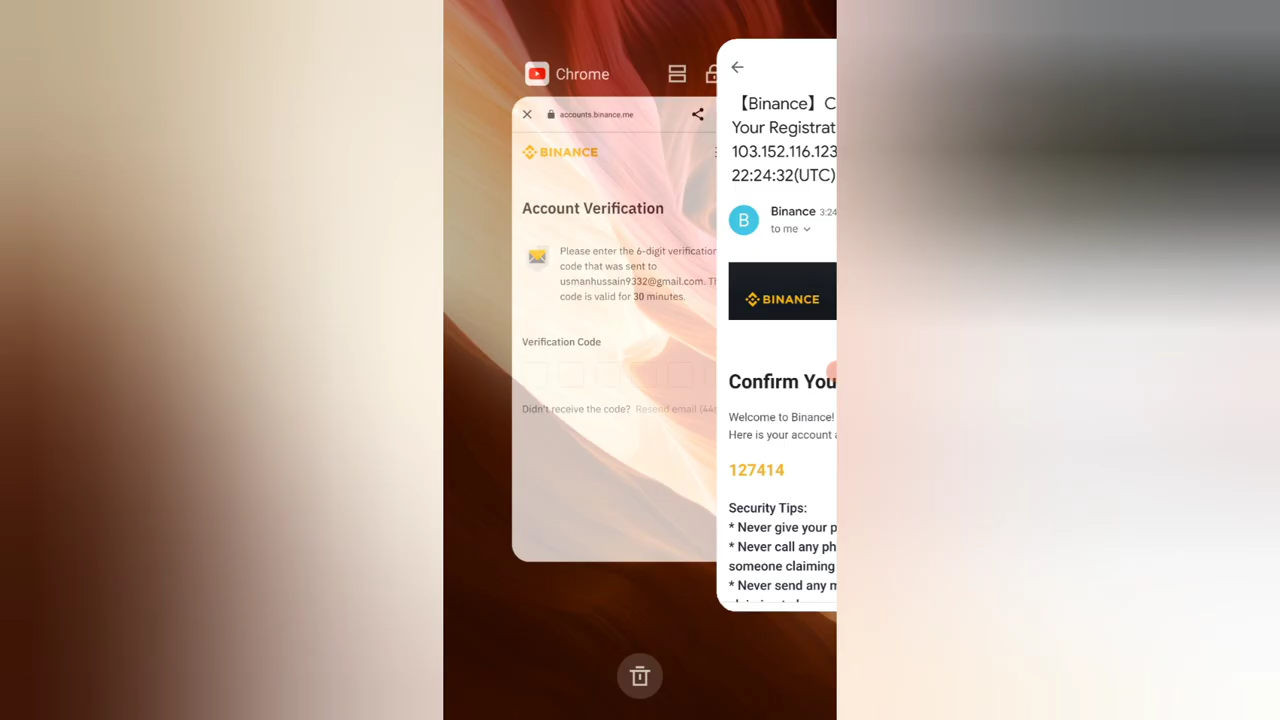 Chrome
accounts.binance.me
BINANCE
Account Verification
Please enter the 6-digit verification
code that was sent to
usmanhussain9332@gmail.com. Th
code is valid for 30 minutes.
Verification Code
Didn't receive the code? Resend email (44
【Binance】 C
Your Registrat
103.152.116.123
22:24:32(UTC)
B
Binance 3:24
to me
BINANCE
Confirm You
Welcome to Binance!
Here is your account a
127414
Security Tips:
* Never give your p
* Never call any ph
someone claiming
* Never send any m